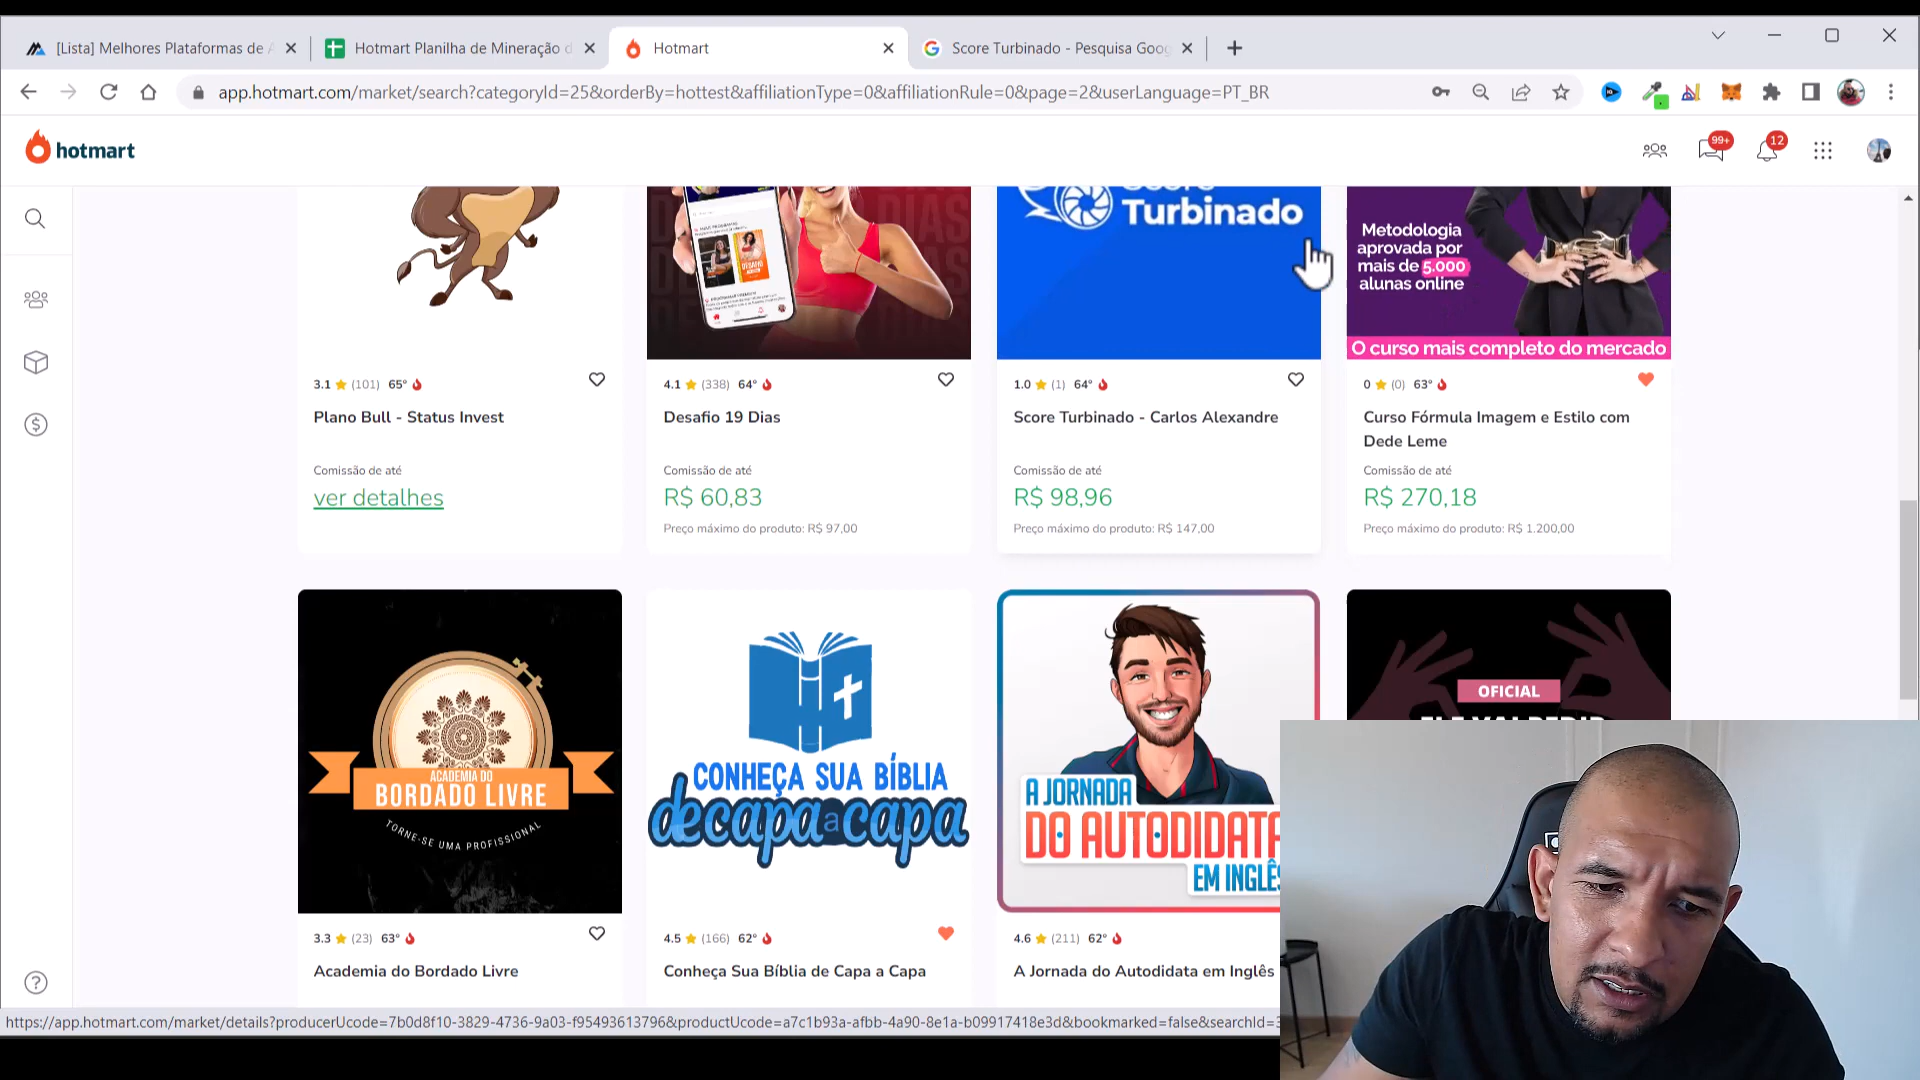 [Lista] Melhores Plataformas de A
Hotmart Planilha de Mineração d
Hotmart
Score Turbinado - Pesquisa Goog
app.hotmart.com/market/search?categoryId=25&orderBy=hottest&affiliationType=0&affiliationRule=0&page=2&userLanguage=PT_BR
hotmart
99+
12
MAIS PROGRAMAS
DESAFIO
Turbinado
Metodologia
aprovada por
mais de 5.000
alunas online
O curso mais completo do mercado
3.1 (101) 65°
Plano Bull - Status Invest
Comissão de até
ver detalhes
4.1 (338) 64°
Desafio 19 Dias
Comissão de até
R$ 60,83
Preço máximo do produto: R$ 97,00
1.0 (1) 64°
Score Turbinado - Carlos Alexandre
Comissão de até
R$ 98,96
Preço máximo do produto: R$ 147,00
0 (0) 63°
Curso Fórmula Imagem e Estilo com
Dede Leme
Comissão de até
R$ 270,18
Preço máximo do produto: R$ 1.200,00
ACADEMIA DO
BORDADO LIVRE
TORNE-SE UMA PROFISSIONAL
CONHEÇA SUA BÍBLIA
de capa a capa
A JORNADA
DO AUTODIDATA
EM INGLÊS
OFICIAL
3.3 (23) 63°
Academia do Bordado Livre
4.5 (166) 62°
Conheça Sua Bíblia de Capa a Capa
4.6 (211) 62°
A Jornada do Autodidata em Inglês
https://app.hotmart.com/market/details?producerUcode=7b0d8f10-3829-4736-9a03-f95493613796&productUcode=a7c1b93a-afbb-4a90-8e1a-b09917418e3d&bookmarked=false&searchId=